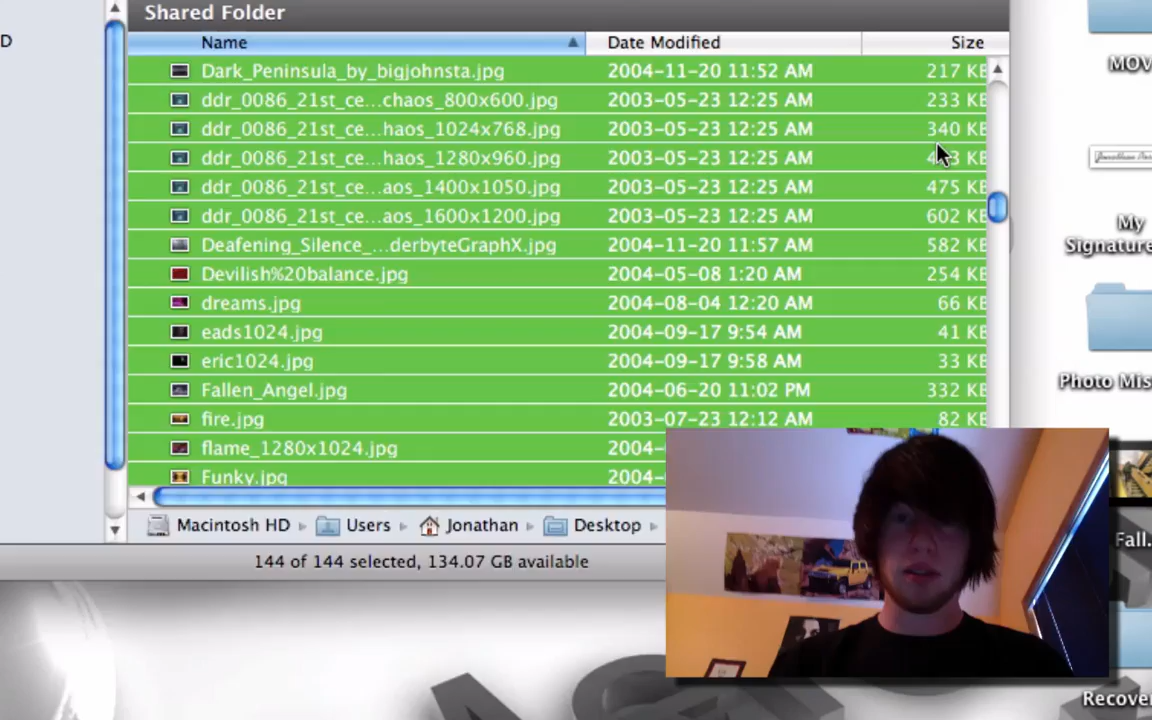 Shared Folder
D
Name Date Modified Size
MOV
Dark_Peninsula_by_bigjohnsta.jpg 2004-11-20 11:52 AM 217 KB
ddr_0086_21st_ce...chaos_800x600.jpg 2003-05-23 12:25 AM 233 KB
ddr_0086_21st_ce...haos_1024x768.jpg 2003-05-23 12:25 AM 340 KB
ddr_0086_21st_ce...haos_1280x960.jpg 2003-05-23 12:25 AM KB
ddr_0086_21st_ce...aos_1400x1050.jpg 2003-05-23 12:25 AM 475 KB
ddr_0086_21st_ce...aos_1600x1200.jpg 2003-05-23 12:25 AM 602 KB
My
Signature
Deafening_Silence_...derbyteGraphX.jpg 2004-11-20 11:57 AM 582 KB
Devilish%20balance.jpg 2004-05-08 1:20 AM 254 KB
dreams.jpg 2004-08-04 12:20 AM 66 KB
eads1024.jpg 2004-09-17 9:54 AM 41 KB
eric1024.jpg 2004-09-17 9:58 AM 33 KB
Photo Mis
Fallen_Angel.jpg 2004-06-20 11:02 PM 332 KB
fire.jpg 2003-07-23 12:12 AM 82 KB
flame_1280x1024.jpg 2004-
Funky.jpg 2004-
Macintosh HD Users Jonathan Desktop
Fall.
144 of 144 selected, 134.07 GB available
Recover